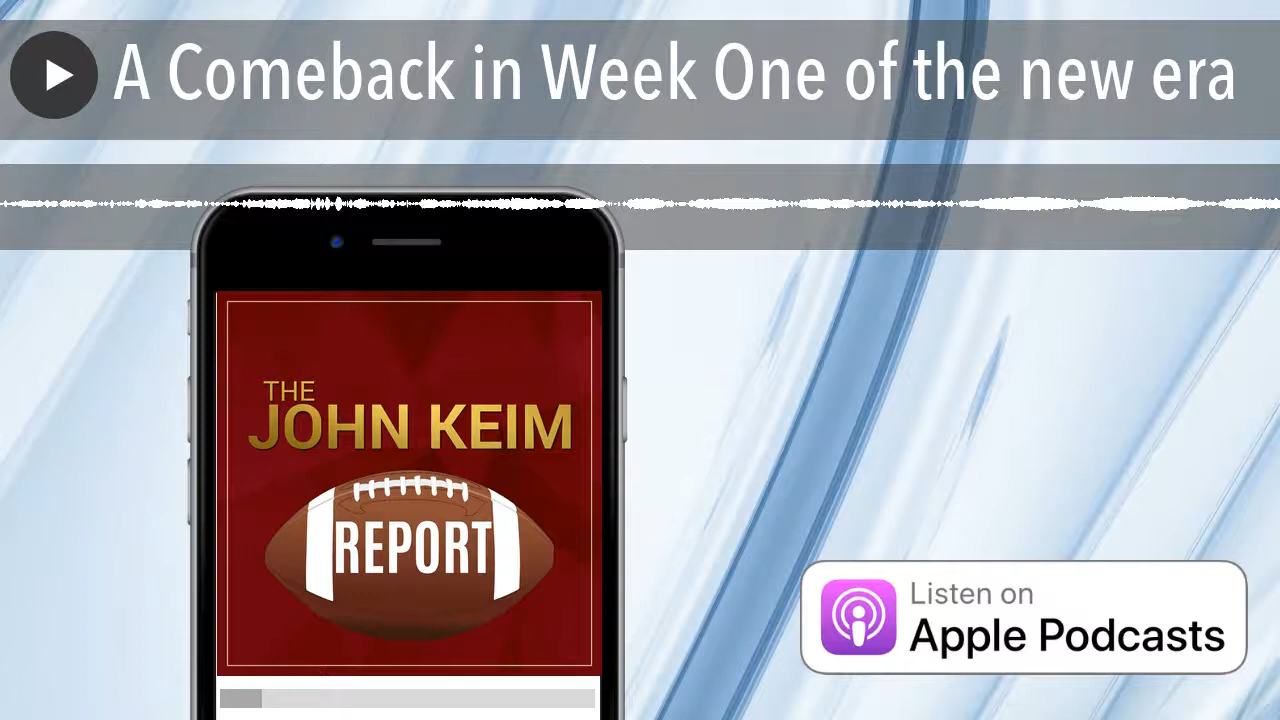 A Comeback in Week One of the new era
THE
JOHN KEIM
REPORT
Listen on
Apple Podcasts